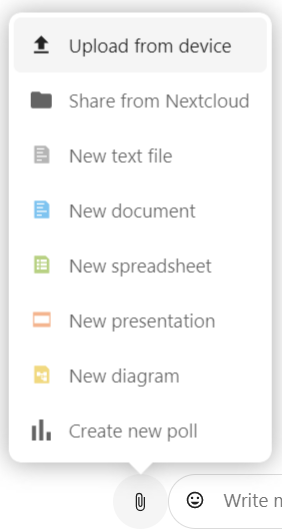 Upload from device
Share from Nextcloud
New text file
New document
New spreadsheet
New presentation
New diagram
Create new poll
Write